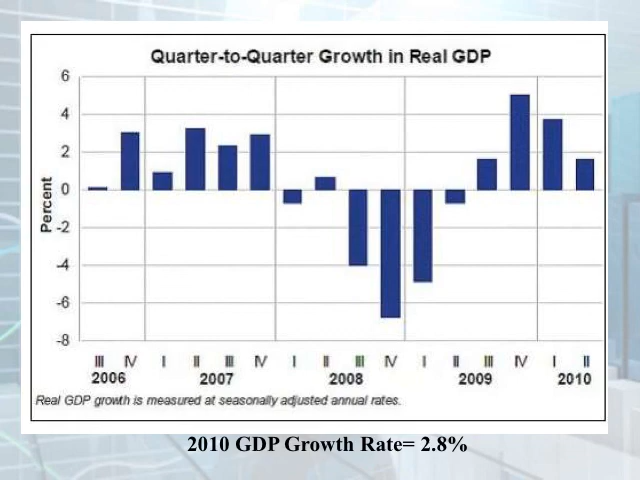 Quarter-to-Quarter Growth in Real GDP
6
4
2
0
-2
-4
-6
-8
Percent
III IV I II III IV I II III IV I II III IV I II
2006 2007 2008 2009 2010
Real GDP growth is measured at seasonally adjusted annual rates.
2010 GDP Growth Rate= 2.8%